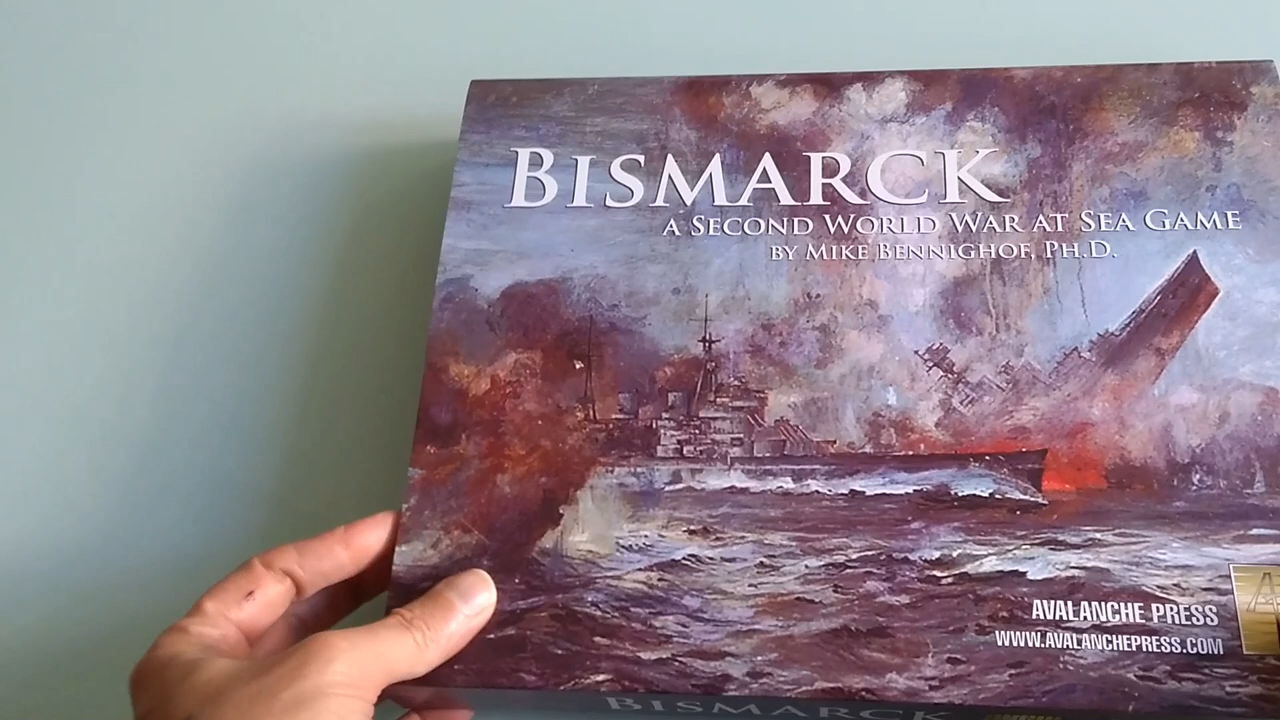 BISMARCK
A SECOND WORLD WAR AT SEA GAME
BY MIKE BENNIGHOF, PH.D.
AVALANCHE PRESS
WWW.AVALANCHEPRESS.COM
BISMARCK